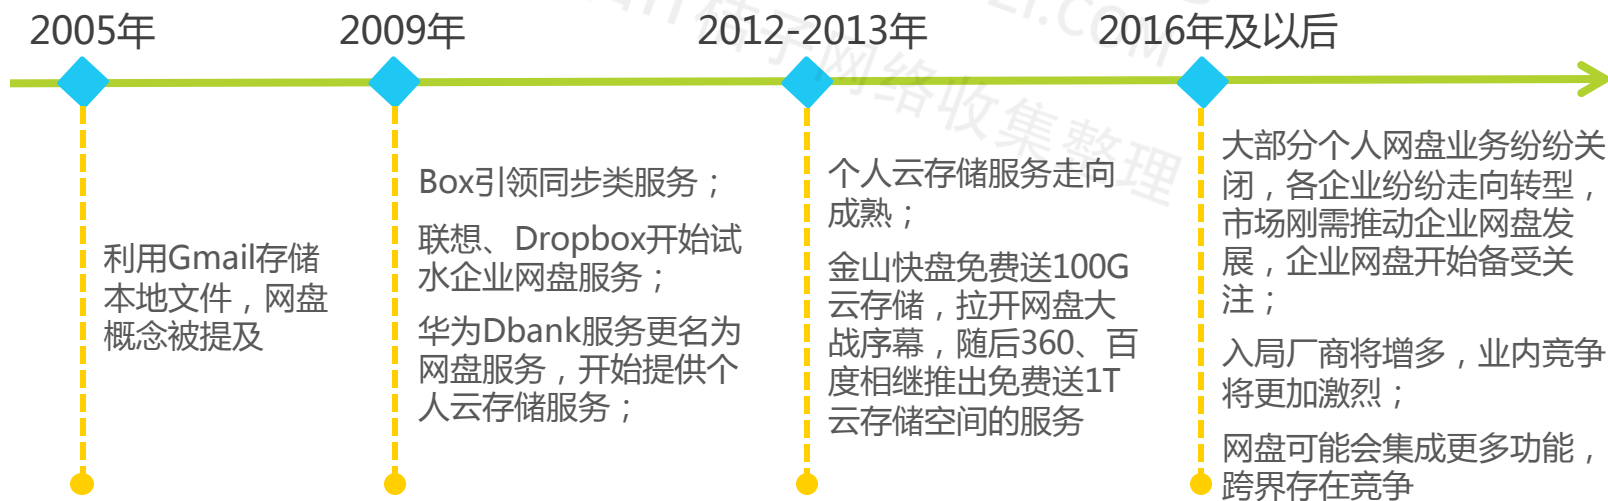 2005年
2009年
2012-2013年
2016年及以后
利用Gmail存储
本地文件，网盘
概念被提及
Box引领同步类服务；
联想、Dropbox开始试
水企业网盘服务；
华为Dbank服务更名为
网盘服务，开始提供个
人云存储服务；
个人云存储服务走向
成熟；
金山快盘免费送100G
云存储，拉开网盘大
战序幕，随后360、百
度相继推出免费送1T
云存储空间的服务
大部分个人网盘业务纷纷关
闭，各企业纷纷走向转型，
市场刚需推动企业网盘发
展，企业网盘开始备受关
注；
入局厂商将增多，业内竞争
将更加激烈；
网盘可能会集成更多功能，
跨界存在竞争
网络收集整理